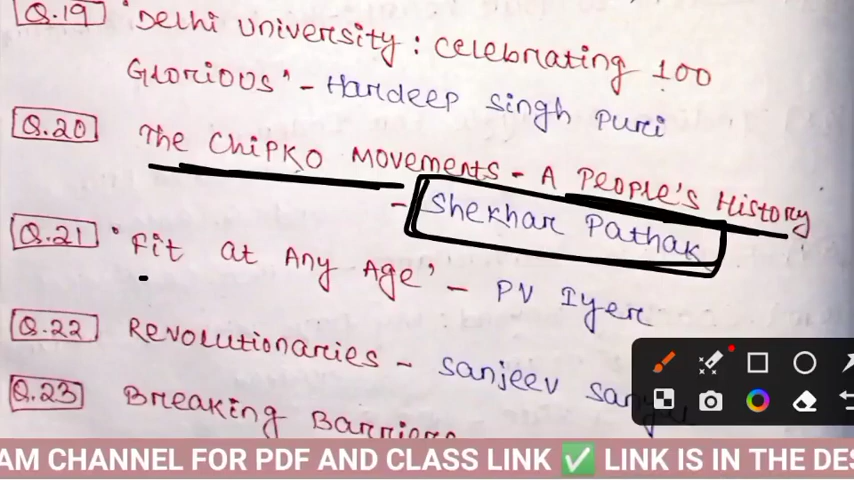 Q.19 'Delhi University : Celebrating 100
Glorious' - Hardeep Singh Puri
Q.20 The Chipko Movements - A People's History
- Shekhar Pathak
Q.21 'Fit at Any Age' - PV Iyer
Q.22 Revolutionaries - Sanjeev
Q.23 Breaking Barriers
AM CHANNEL FOR PDF AND CLASS LINK ✅ LINK IS IN THE DES